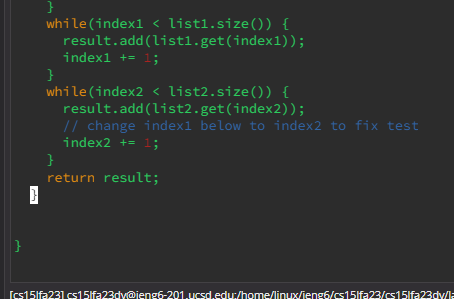 }
while(index1 < list1.size()) {
result.add(list1.get(index1));
index1 += 1;
}
while(index2 < list2.size()) {
result.add(list2.get(index2));
// change index1 below to index2 to fix test
index2 += 1;
}
return result;
}
}
[cs15lfa23] cs15lfa23dy@ieng6-201.ucsd.edu:/home/linux/ieng6/cs15lfa23/cs15lfa23dy/la